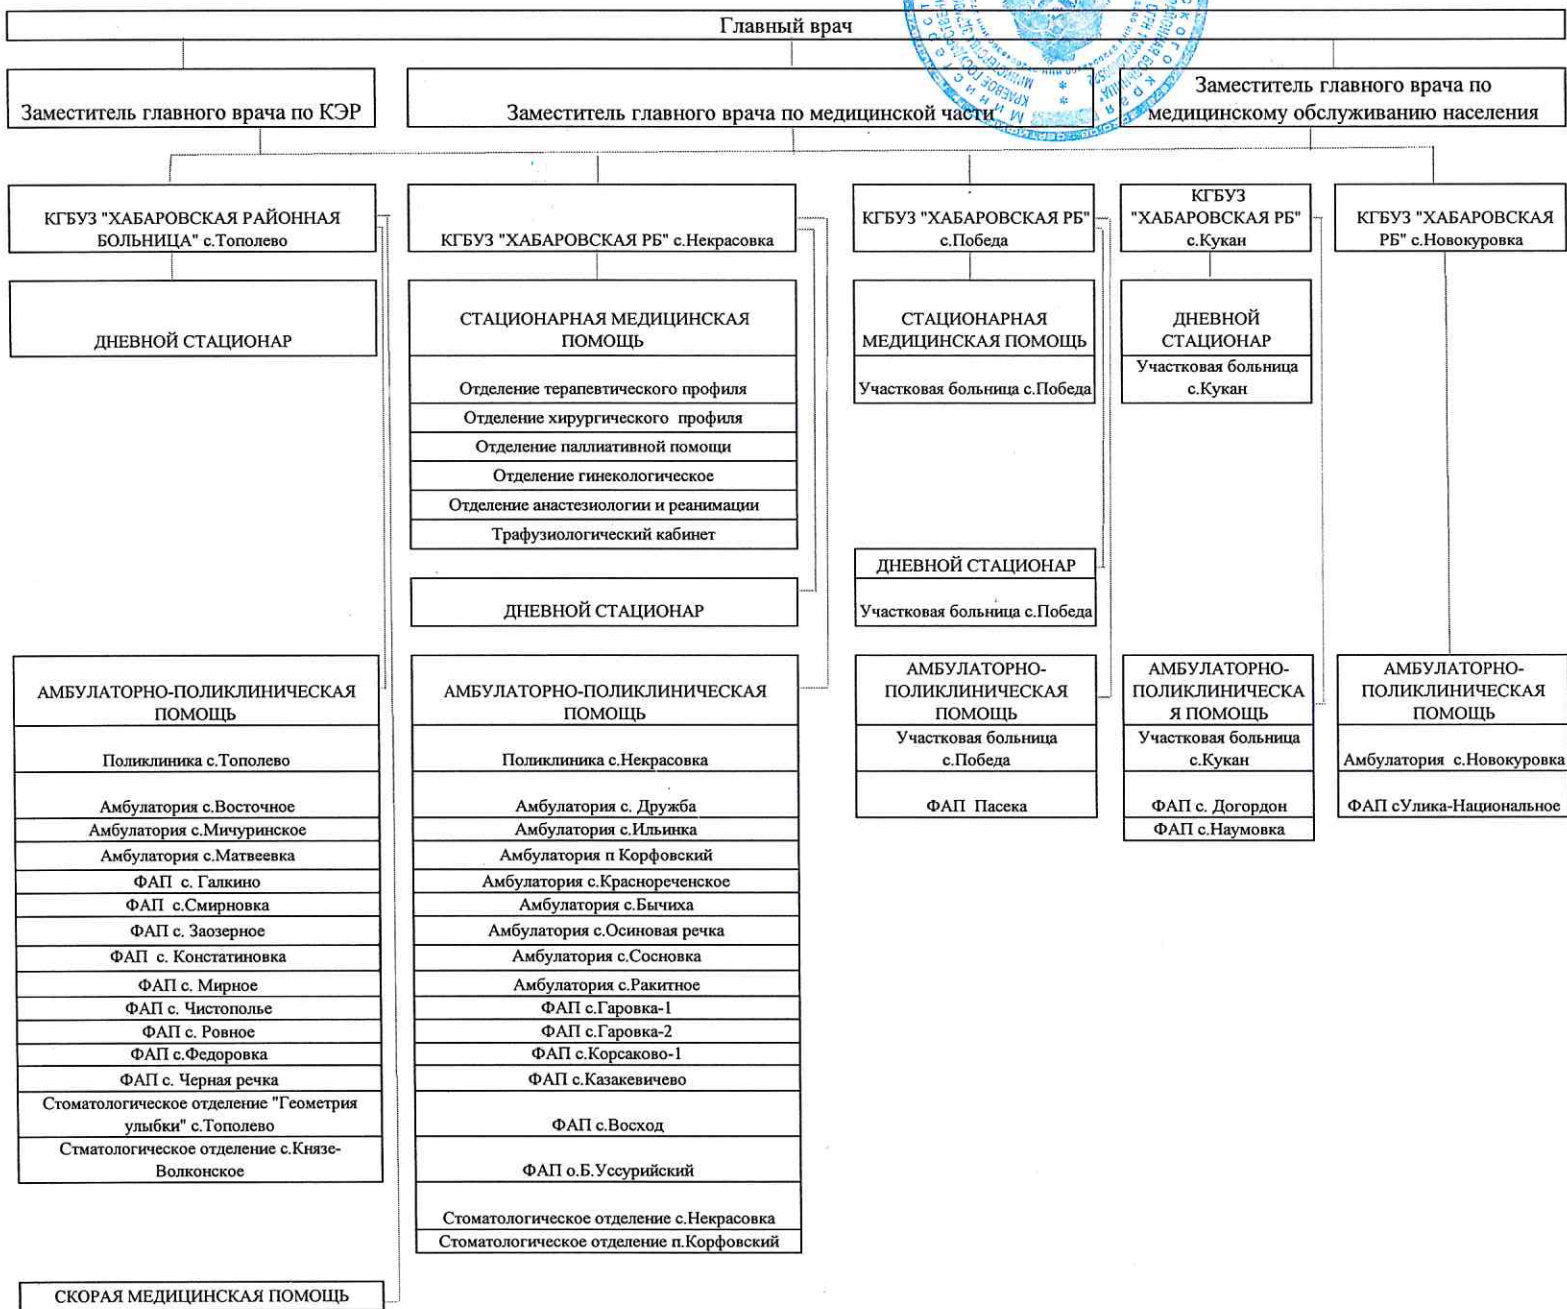 Главный врач
Заместитель главного врача по КЭР
Заместитель главного врача по медицинской части
Заместитель главного врача по
медицинскому обслуживанию населения
КГБУЗ "ХАБАРОВСКАЯ РАЙОННАЯ
БОЛЬНИЦА" с.Тополево
КГБУЗ "ХАБАРОВСКАЯ РБ" с.Некрасовка
КГБУЗ "ХАБАРОВСКАЯ РБ"
с.Победа
КГБУЗ
"ХАБАРОВСКАЯ РБ"
с.Кукан
КГБУЗ "ХАБАРОВСКАЯ
РБ" с.Новокуровка
ДНЕВНОЙ СТАЦИОНАР
СТАЦИОНАРНАЯ МЕДИЦИНСКАЯ
ПОМОЩЬ
Отделение терапевтического профиля
Отделение хирургического профиля
Отделение паллиативной помощи
Отделение гинекологическое
Отделение анастезиологии и реанимации
Трафузиологический кабинет
СТАЦИОНАРНАЯ
МЕДИЦИНСКАЯ ПОМОЩЬ
Участковая больница с.Победа
ДНЕВНОЙ
СТАЦИОНАР
Участковая больница
с.Кукан
ДНЕВНОЙ СТАЦИОНАР
ДНЕВНОЙ СТАЦИОНАР
Участковая больница с.Победа
АМБУЛАТОРНО-ПОЛИКЛИНИЧЕСКАЯ
ПОМОЩЬ
Поликлиника с.Тополево
Амбулатория с.Восточное
Амбулатория с.Мичуринское
Амбулатория с.Матвеевка
ФАП с. Галкино
ФАП с.Смирновка
ФАП с. Заозерное
ФАП с. Констатиновка
ФАП с. Мирное
ФАП с. Чистополье
ФАП с. Ровное
ФАП с.Федоровка
ФАП с. Черная речка
Стоматологическое отделение "Геометрия
улыбки" с.Тополево
Стматологическое отделение с.Князе-
Волконское
АМБУЛАТОРНО-ПОЛИКЛИНИЧЕСКАЯ
ПОМОЩЬ
Поликлиника с.Некрасовка
Амбулатория с. Дружба
Амбулатория с.Ильинка
Амбулатория п Корфовский
Амбулатория с.Краснореченское
Амбулатория с.Бычиха
Амбулатория с.Осиновая речка
Амбулатория с.Сосновка
Амбулатория с.Ракитное
ФАП с.Гаровка-1
ФАП с.Гаровка-2
ФАП с.Корсаково-1
ФАП с.Казакевичево
ФАП с.Восход
ФАП о.Б.Уссурийский
Стоматологическое отделение с.Некрасовка
Стоматологическое отделение п.Корфовский
АМБУЛАТОРНО-
ПОЛИКЛИНИЧЕСКАЯ
ПОМОЩЬ
Участковая больница
с.Победа
ФАП Пасека
АМБУЛАТОРНО-
ПОЛИКЛИНИЧЕСКА
Я ПОМОЩЬ
Участковая больница
с.Кукан
ФАП с. Догордон
ФАП с.Наумовка
АМБУЛАТОРНО-
ПОЛИКЛИНИЧЕСКАЯ
ПОМОЩЬ
Амбулатория с.Новокуровка
ФАП сУлика-Национальное
СКОРАЯ МЕДИЦИНСКАЯ ПОМОЩЬ